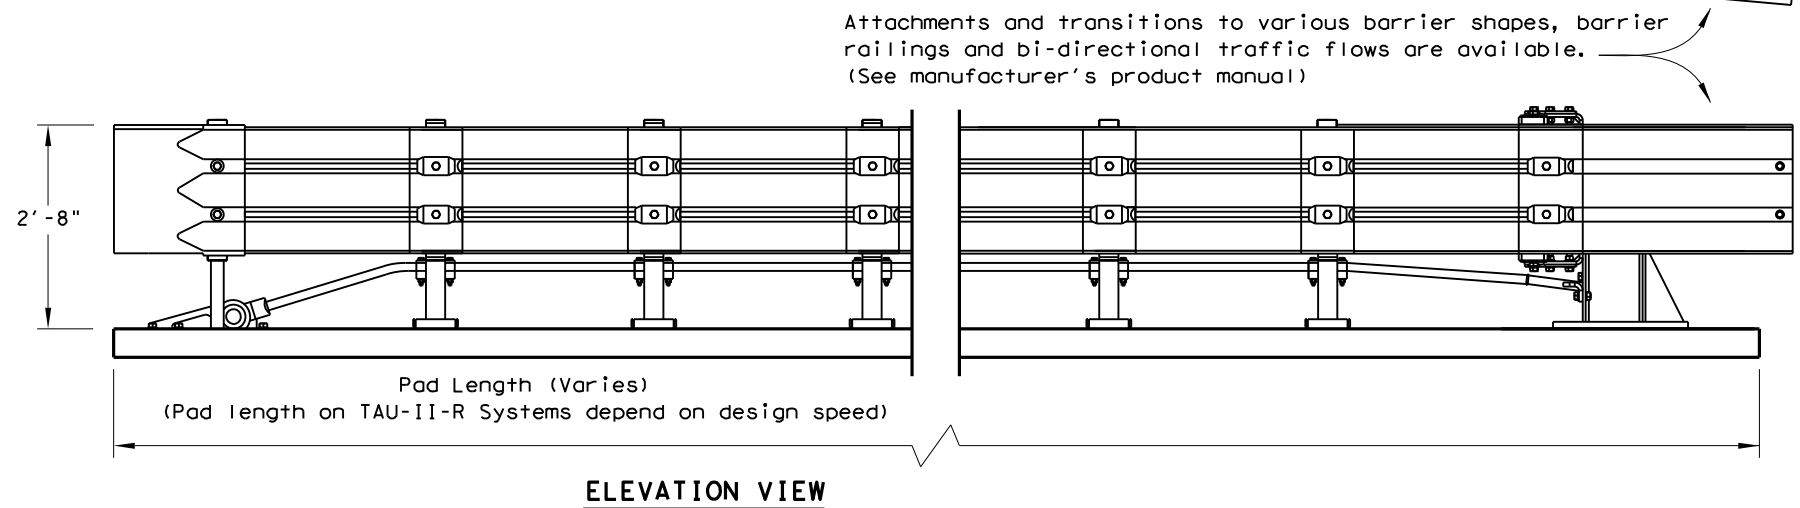 Attachments and transitions to various barrier shapes, barrier
railings and bi-directional traffic flows are available.
(See manufacturer's product manual)
2'-8"
Pad Length (Varies)
(Pad length on TAU-II-R Systems depend on design speed)
ELEVATION VIEW